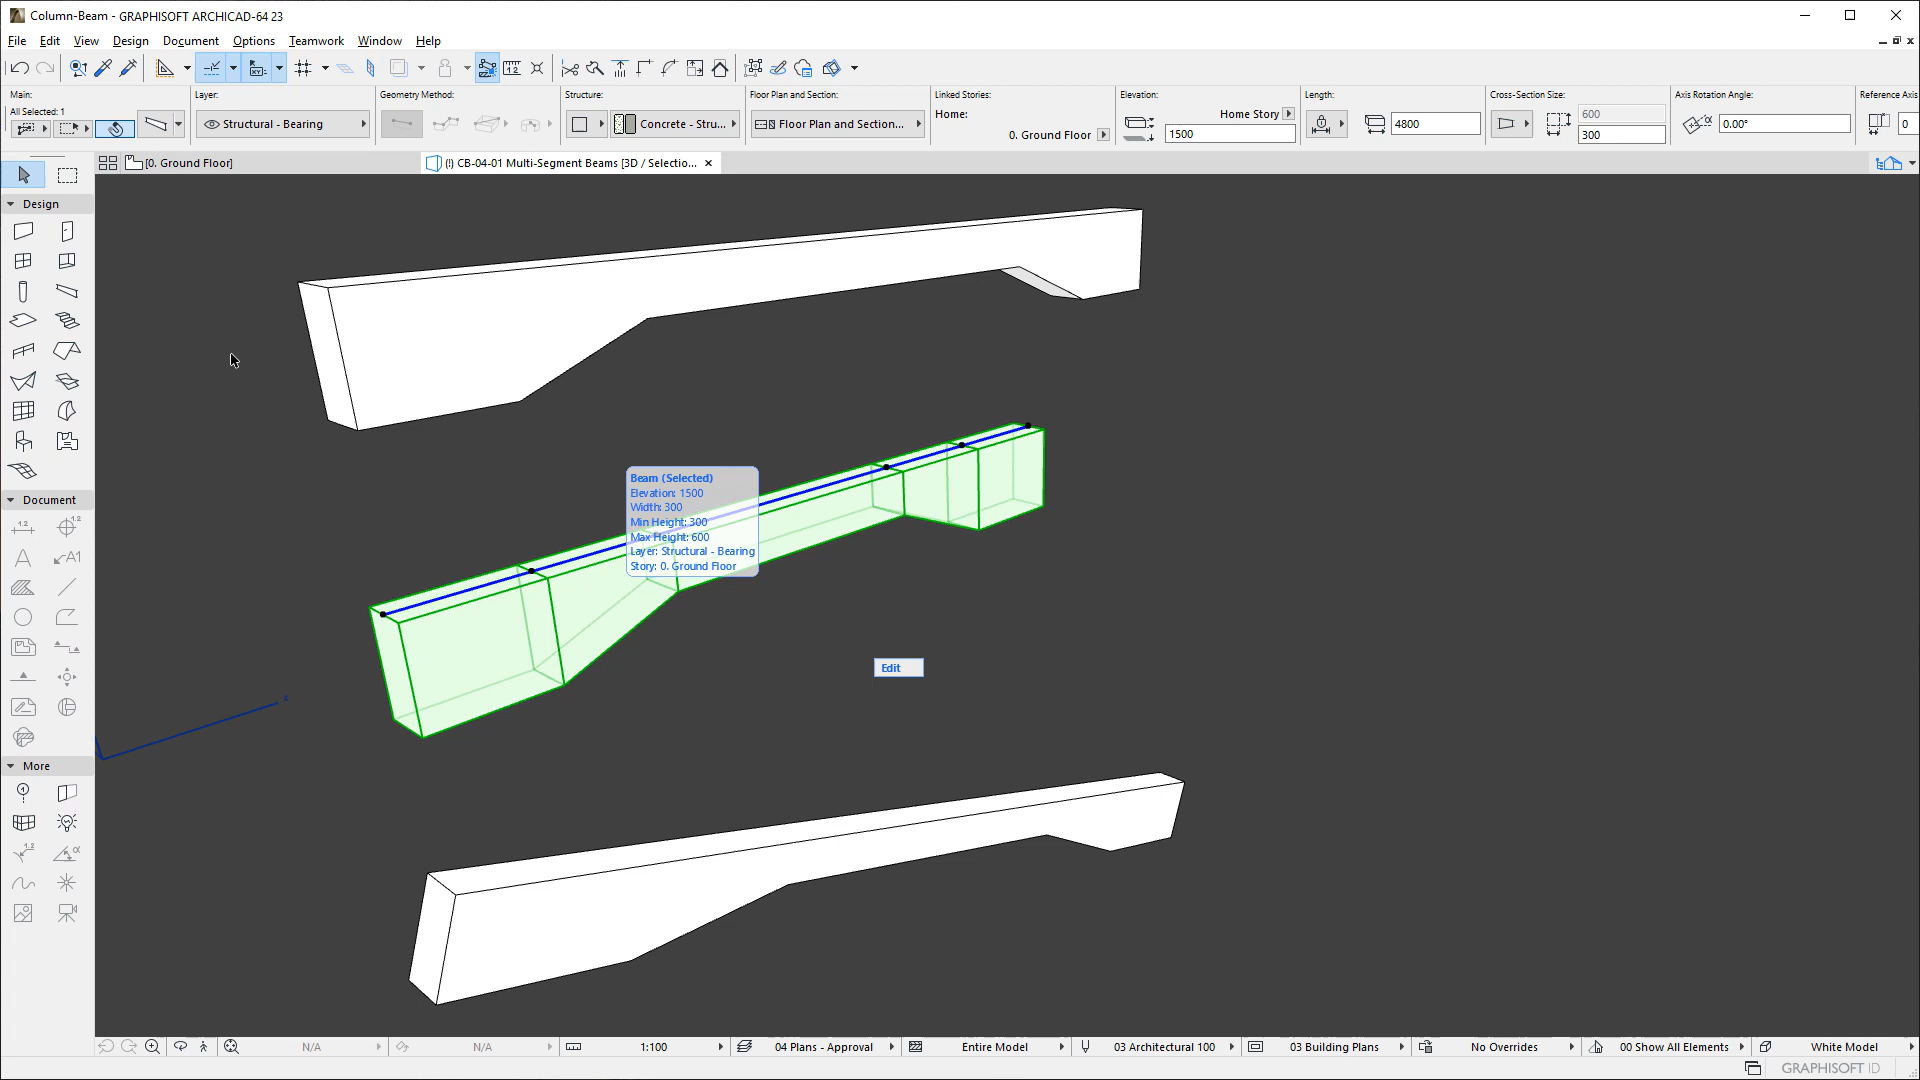 Column-Beam - GRAPHISOFT ARCHICAD-64 23
File Edit View Design Document Options Teamwork Window Help
Main: Layer: Geometry Method: Structure: Floor Plan and Section: Linked Stories: Elevation: Length: Cross-Section Size: Axis Rotation Angle: Reference Axis
All Selected: 1
Structural - Bearing
Concrete - Stru...
Floor Plan and Section...
Home:
0. Ground Floor
Home Story
1500
4800
600
300
0.00°
0
[0. Ground Floor]
(!) CB-04-01 Multi-Segment Beams [3D / Selectio...
Design
Document
More
Beam (Selected)
Elevation: 1500
Width: 300
Min Height: 300
Max Height: 600
Layer: Structural - Bearing
Story: 0. Ground Floor
Edit
x
N/A
N/A
1:100
04 Plans - Approval
Entire Model
03 Architectural 100
03 Building Plans
No Overrides
00 Show All Elements
White Model
GRAPHISOFT ID